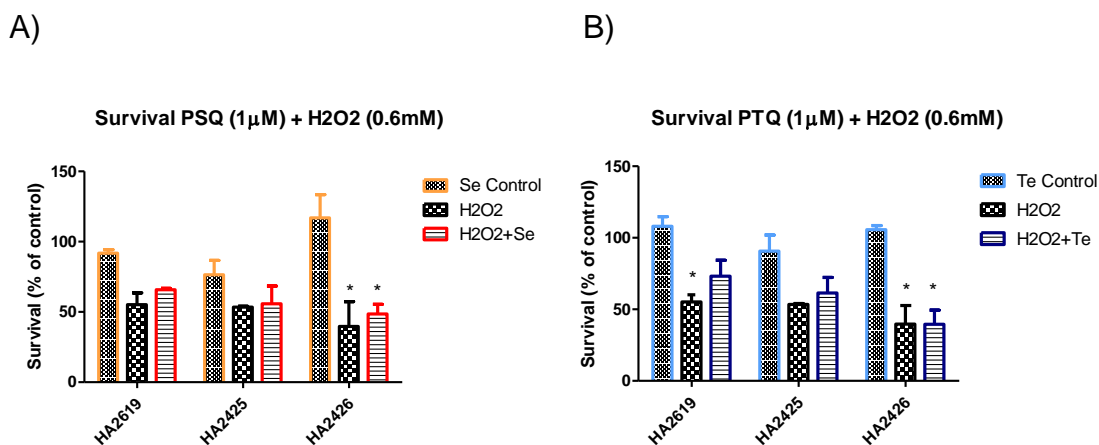 A)
B)
Survival PSQ (1μM) + H2O2 (0.6mM)
Survival (% of control)
150
100
50
0
* *
HA2619
HA2425
HA2426
Se Control
H2O2
H2O2+Se
Survival PTQ (1μM) + H2O2 (0.6mM)
Survival (% of control)
150
100
50
0
* * *
HA2619
HA2425
HA2426
Te Control
H2O2
H2O2+Te